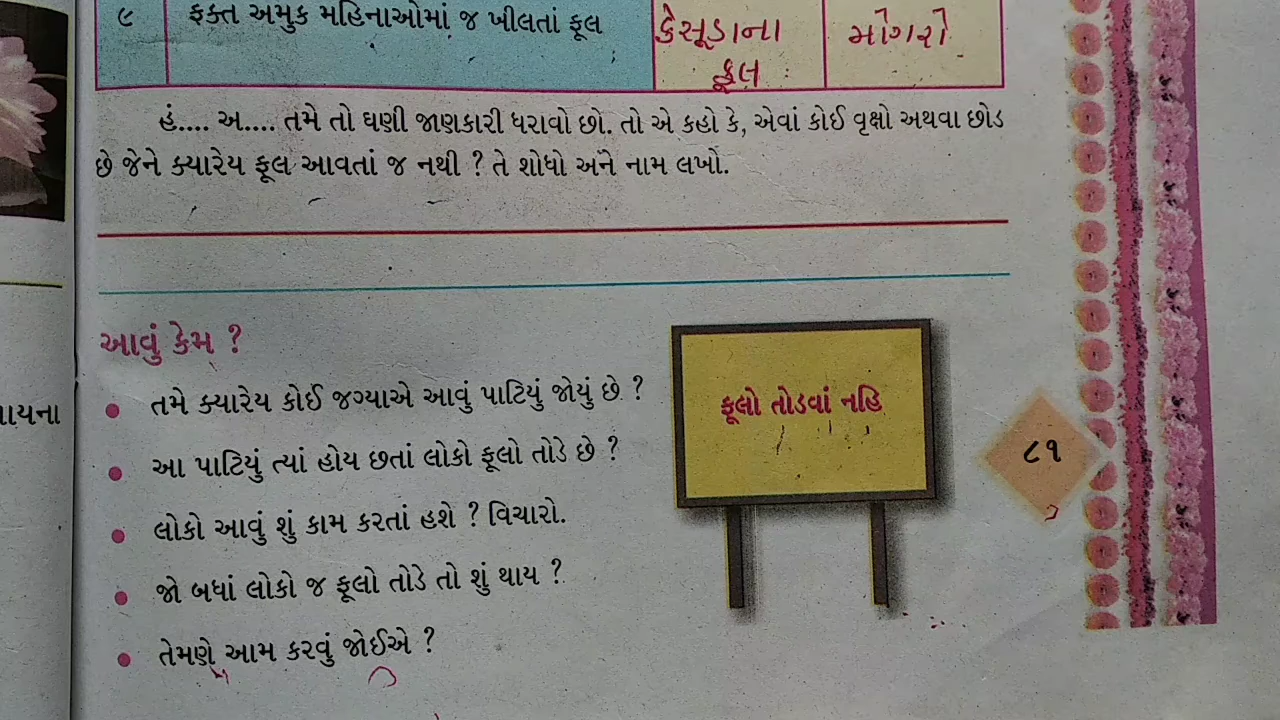 ૯ ફક્ત અમુક મહિનાઓમાં જ ખીલતાં ફૂલ કેસૂડાના મોગરો
ફૂલ
હં.... અ.... તમે તો ઘણી જાણકારી ધરાવો છો. તો એ કહો કે, એવાં કોઈ વૃક્ષો અથવા છોડ
છે જેને ક્યારેય ફૂલ આવતાં જ નથી ? તે શોધો અને નામ લખો.
આવું કેમ ?
તમે ક્યારેય કોઈ જગ્યાએ આવું પાટિયું જોયું છે ?
આ પાટિયું ત્યાં હોય છતાં લોકો ફૂલો તોડે છે ?
લોકો આવું શું કામ કરતાં હશે ? વિચારો.
જો બધાં લોકો જ ફૂલો તોડે તો શું થાય ?
તેમણે આમ કરવું જોઈએ ?
ફૂલો તોડવાં નહિ
૮૧